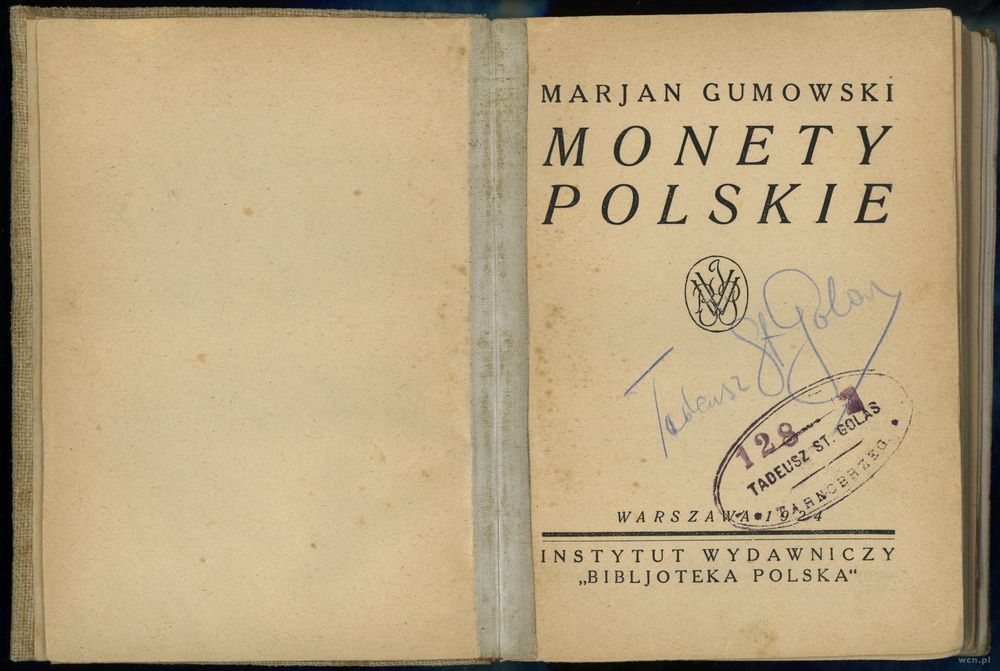 MARJAN GUMOWSKI
MONETY
POLSKIE
Tadeusz St. Golas
128
TADEUSZ ST. GOLAS
TARNOBRZEG.
WARSZAWA 1924
INSTYTUT WYDAWNICZY
„BIBLJOTEKA POLSKA“
wcn.pl